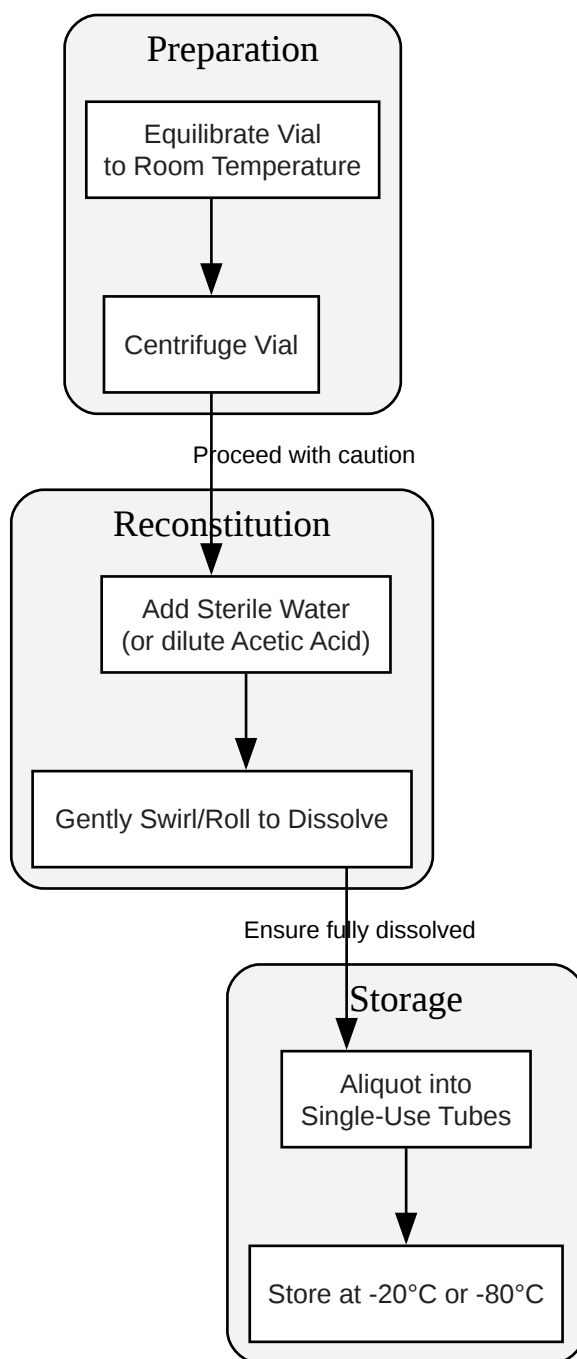 Preparation
Equilibrate Vial
to Room Temperature
Centrifuge Vial
Proceed with caution
Reconstitution
Add Sterile Water
(or dilute Acetic Acid)
Gently Swirl/Roll to Dissolve
Ensure fully dissolved
Storage
Aliquot into
Single-Use Tubes
Store at -20°C or -80°C